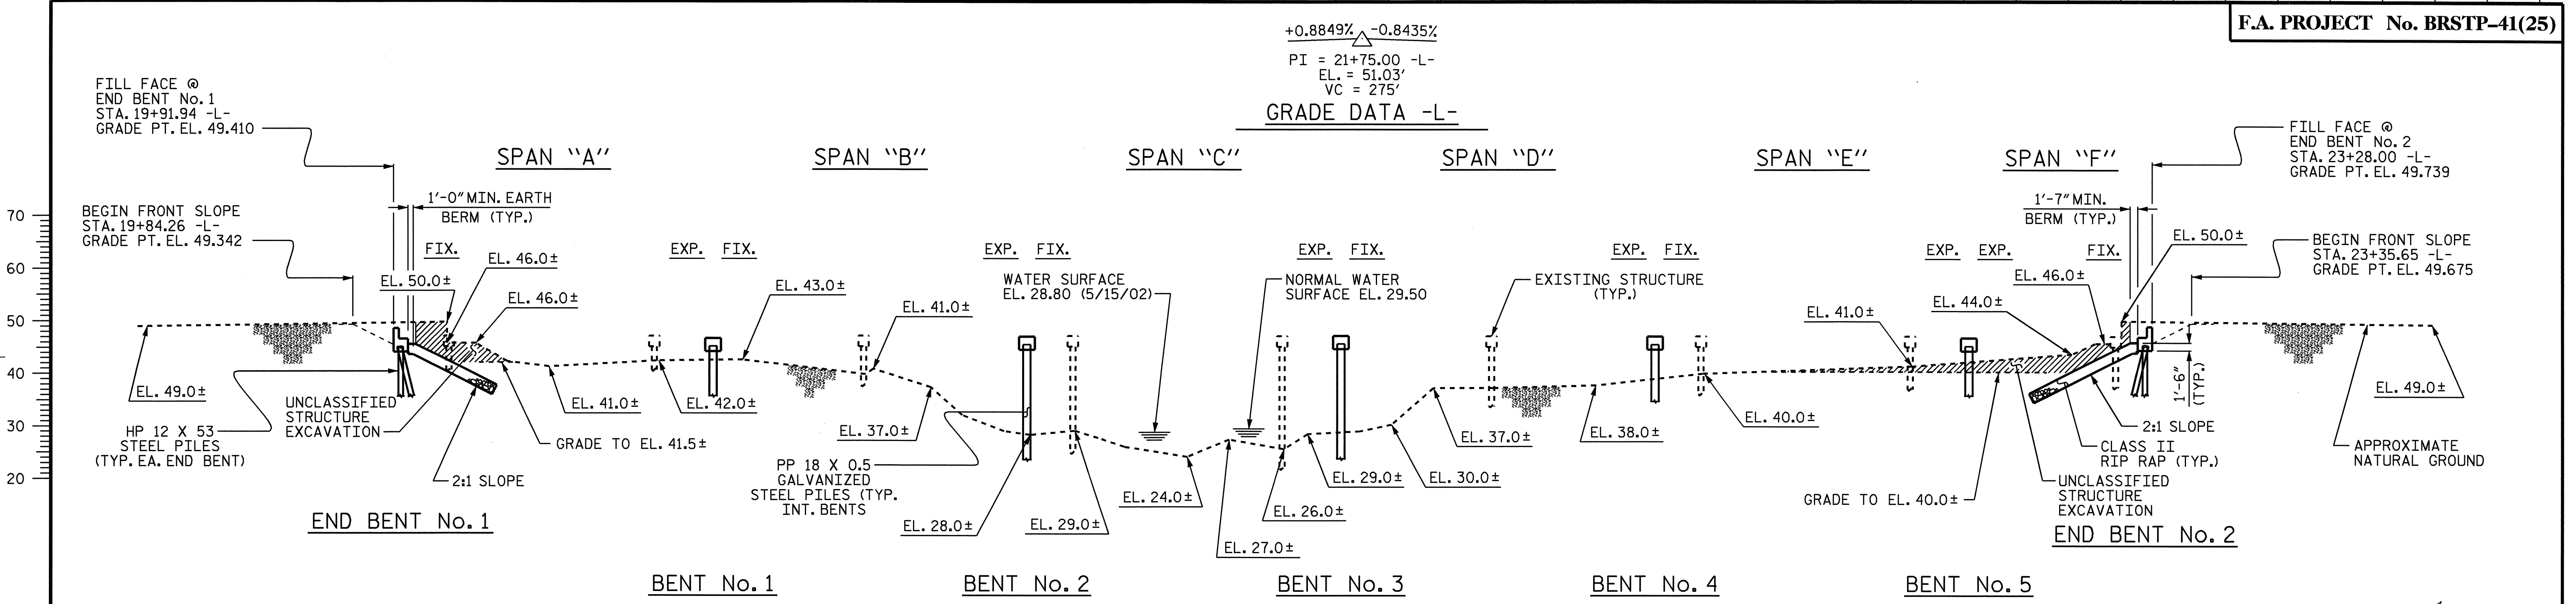 F.A. PROJECT No. BRSTP-41(25)
+0.8849% -0.8435%
PI = 21+75.00 -L-
EL. = 51.03'
VC = 275'
GRADE DATA -L-
FILL FACE @
END BENT No. 1
STA. 19+91.94 -L-
GRADE PT. EL. 49.410
FILL FACE @
END BENT No. 2
STA. 23+28.00 -L-
GRADE PT. EL. 49.739
SPAN "A"
SPAN "B"
SPAN "C"
SPAN "D"
SPAN "E"
SPAN "F"
1'-0" MIN. EARTH
BERM (TYP.)
1'-7" MIN.
BERM (TYP.)
BEGIN FRONT SLOPE
STA. 19+84.26 -L-
GRADE PT. EL. 49.342
BEGIN FRONT SLOPE
STA. 23+35.65 -L-
GRADE PT. EL. 49.675
70
60
50
40
30
20
FIX.
EXP. FIX.
EXP. FIX.
EXP. FIX.
EXP. FIX.
EXP. EXP.
FIX.
EL. 50.0±
EL. 46.0±
EL. 46.0±
EL. 43.0±
EL. 41.0±
WATER SURFACE
EL. 28.80 (5/15/02)
NORMAL WATER
SURFACE EL. 29.50
EXISTING STRUCTURE
(TYP.)
EL. 41.0±
EL. 44.0±
EL. 46.0±
EL. 50.0±
EL. 49.0±
UNCLASSIFIED
STRUCTURE
EXCAVATION
HP 12 X 53
STEEL PILES
(TYP. EA. END BENT)
2:1 SLOPE
GRADE TO EL. 41.5±
EL. 41.0±
EL. 42.0±
EL. 37.0±
PP 18 X 0.5
GALVANIZED
STEEL PILES (TYP.
INT. BENTS
EL. 28.0±
EL. 29.0±
EL. 24.0±
EL. 27.0±
EL. 26.0±
EL. 29.0±
EL. 30.0±
EL. 37.0±
EL. 38.0±
EL. 40.0±
GRADE TO EL. 40.0±
1'-6"
(TYP.)
2:1 SLOPE
CLASS II
RIP RAP (TYP.)
UNCLASSIFIED
STRUCTURE
EXCAVATION
EL. 49.0±
APPROXIMATE
NATURAL GROUND
END BENT No. 1
END BENT No. 2
BENT No. 1
BENT No. 2
BENT No. 3
BENT No. 4
BENT No. 5